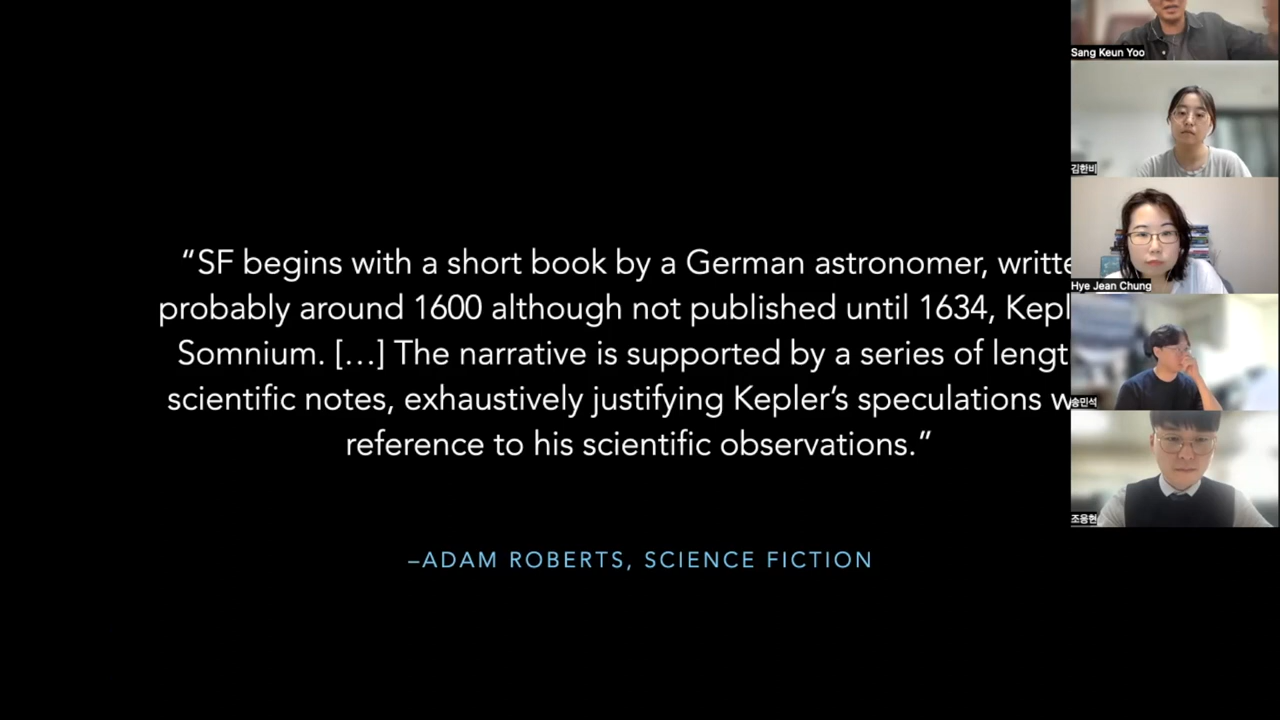 “SF begins with a short book by a German astronomer, writte
probably around 1600 although not published until 1634, Kepl
Somnium. […] The narrative is supported by a series of lengt
scientific notes, exhaustively justifying Kepler’s speculations w
reference to his scientific observations.”
–ADAM ROBERTS, SCIENCE FICTION
Sang Keun Yoo
김한비
Hye Jean Chung
송민석
조용현